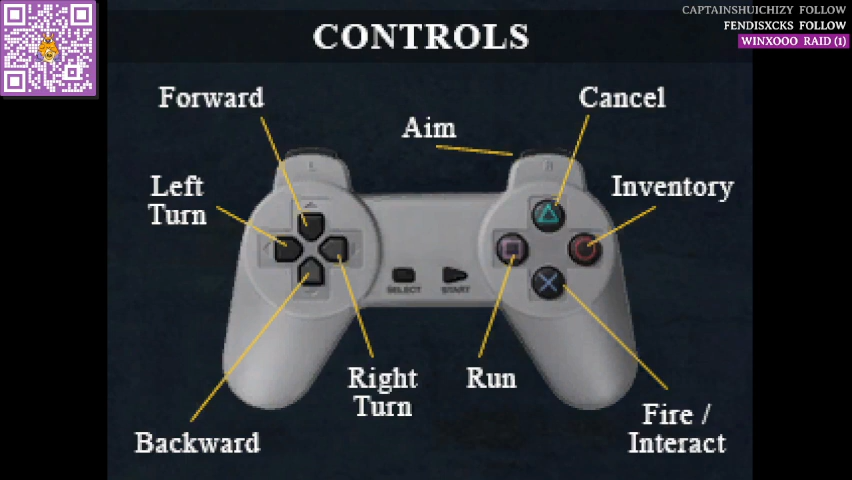 CAPTAINSHUICHIZY FOLLOW
FENDISXCKS FOLLOW
WINXOOO RAID (1)
CONTROLS
Forward
Cancel
Aim
Left
Turn
Inventory
L
R
SELECT
START
Right
Turn
Run
Fire /
Interact
Backward